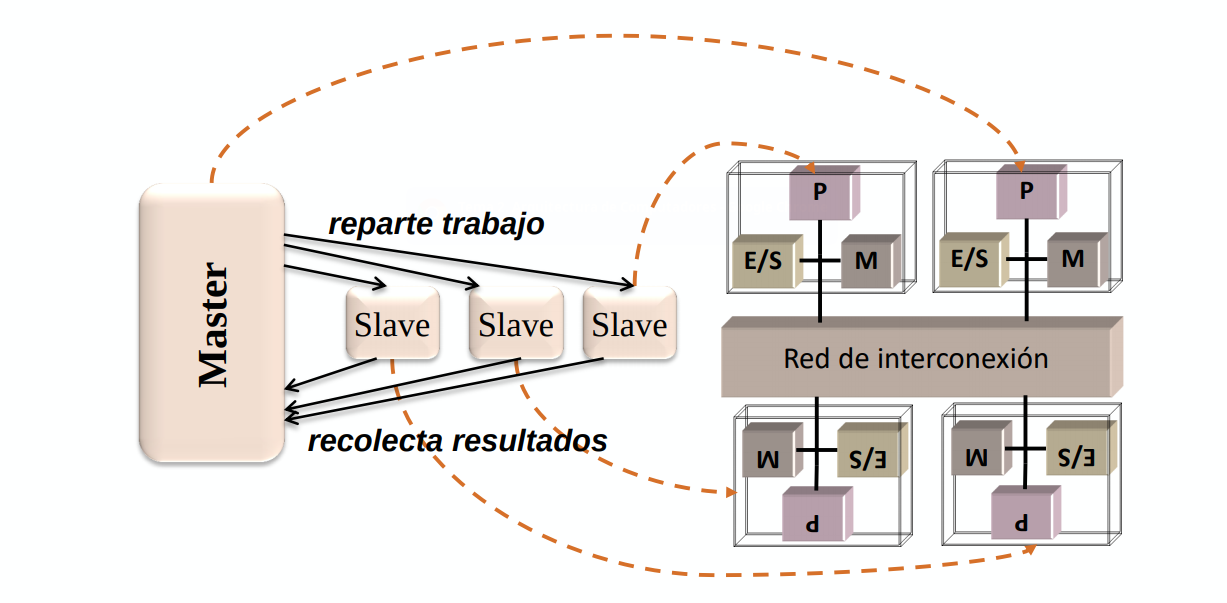 Master
reparte trabajo
Slave
Slave
Slave
recolecta resultados
P
E/S
M
P
E/S
M
Red de interconexión
M
E/S
P
M
E/S
P